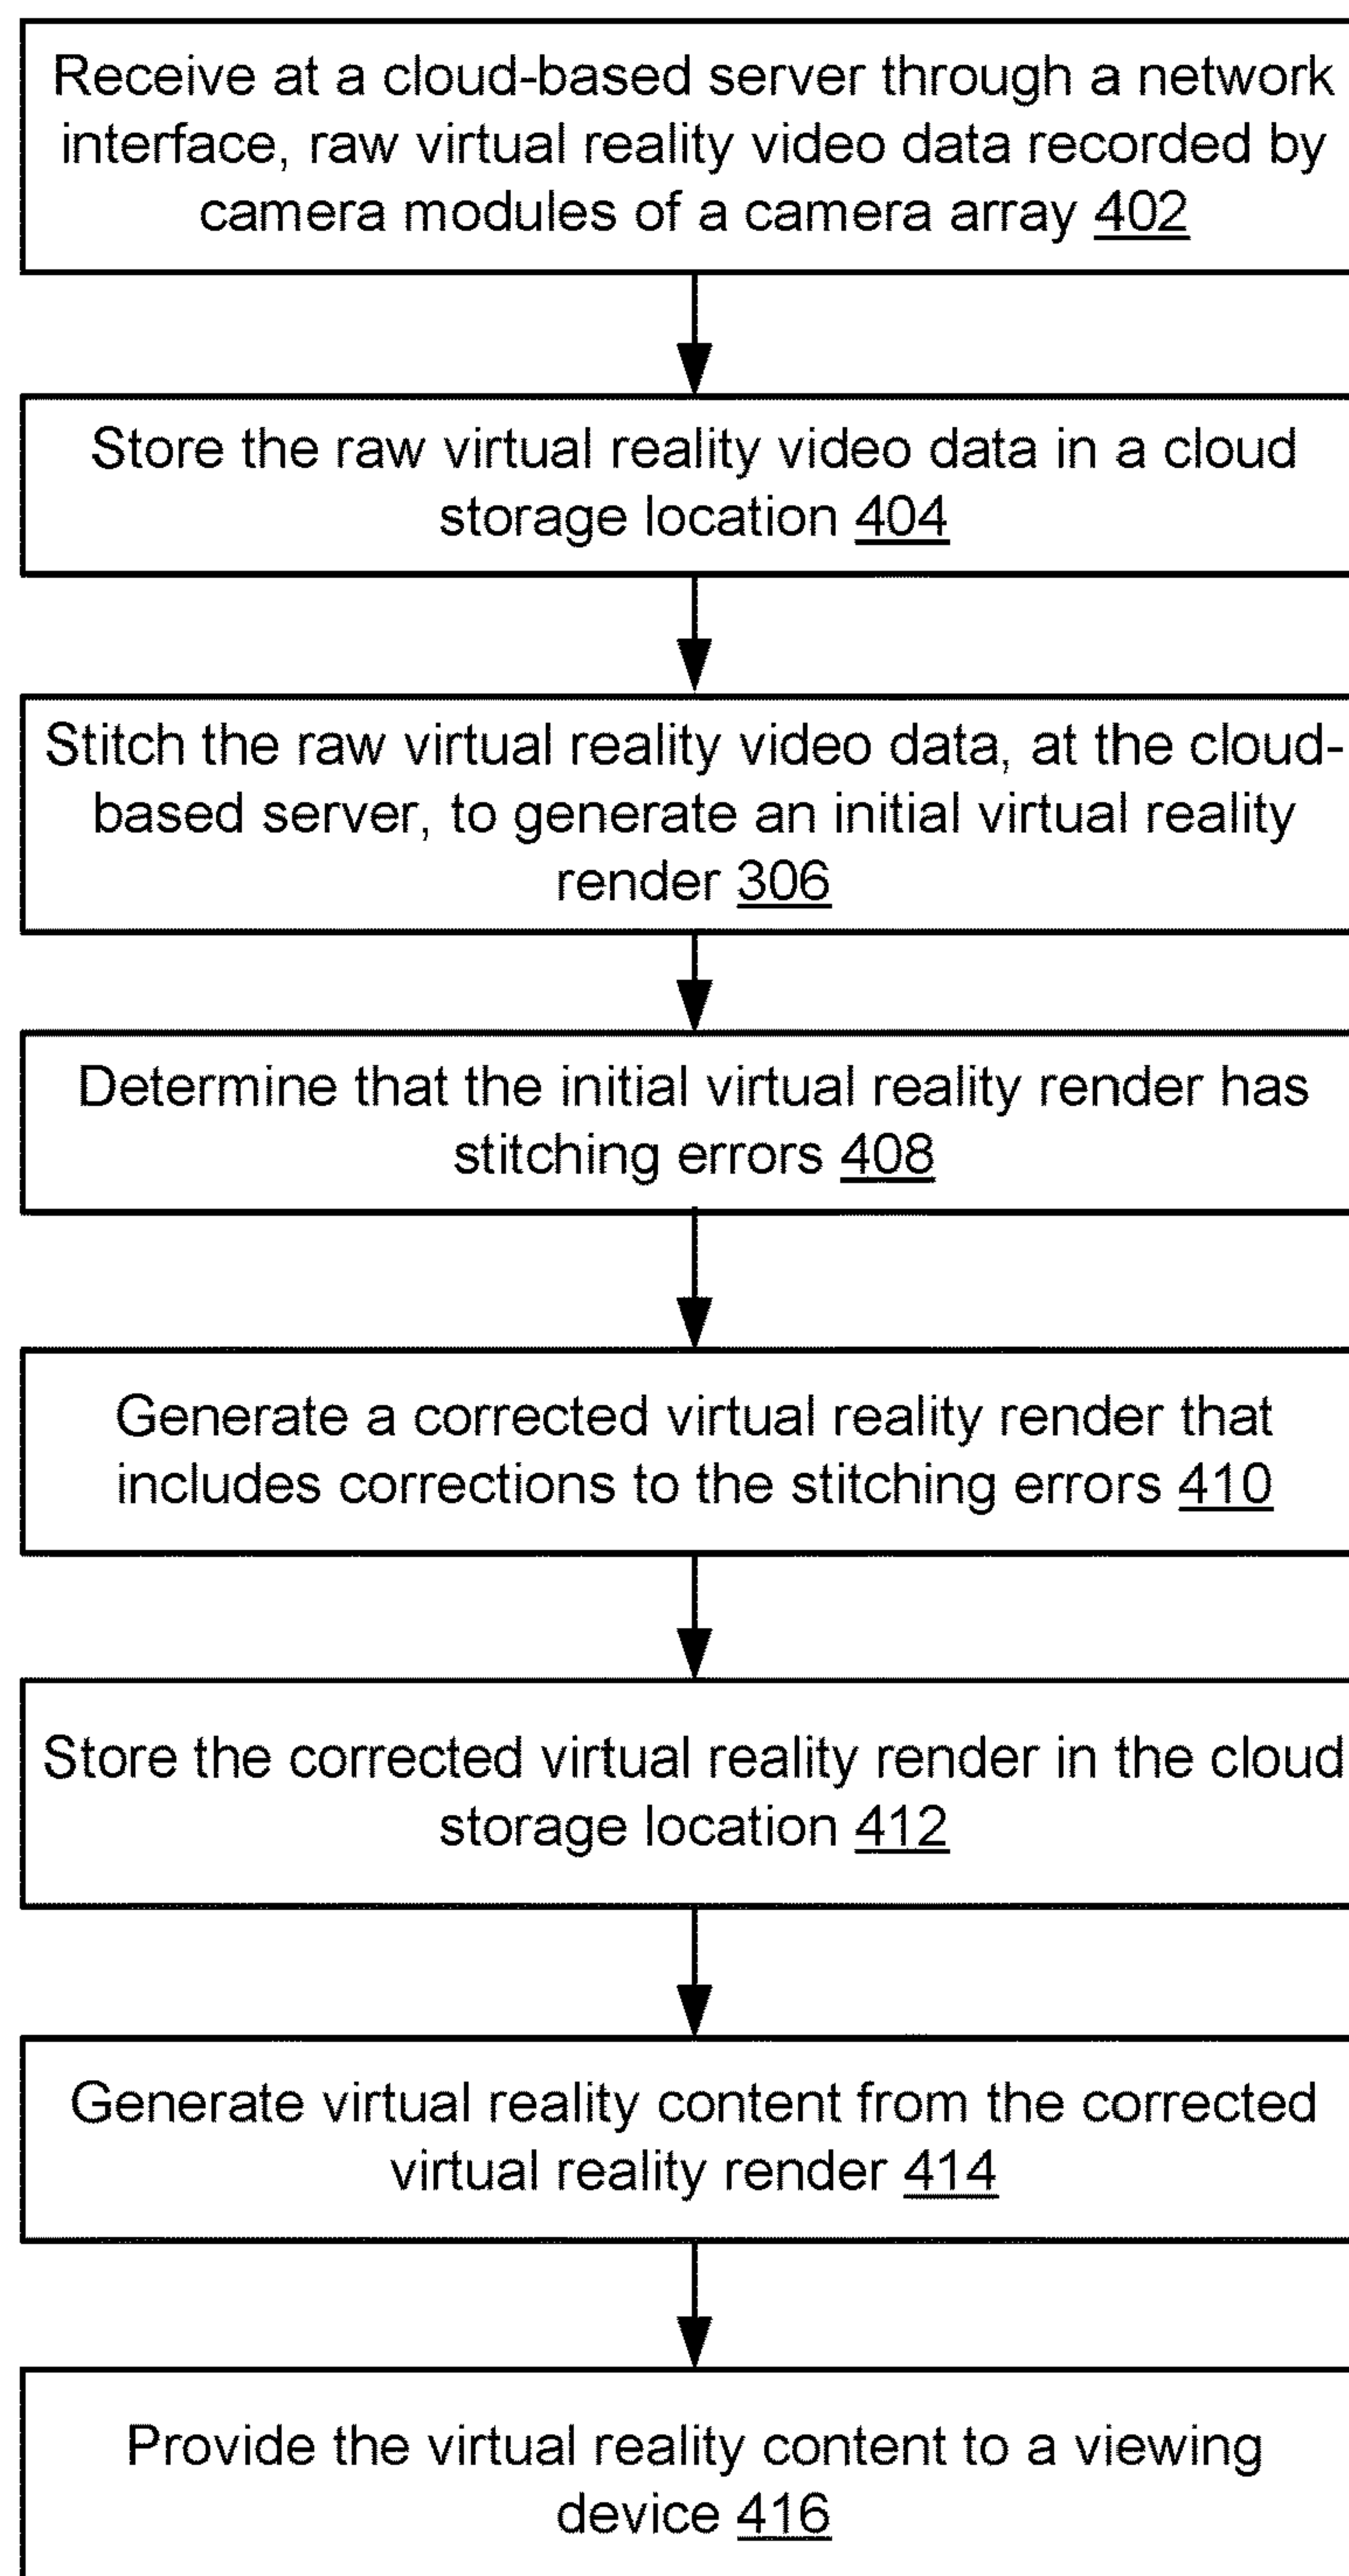 Receive at a cloud-based server through a network
interface, raw virtual reality video data recorded by
camera modules of a camera array 402
Store the raw virtual reality video data in a cloud
storage location 404
Stitch the raw virtual reality video data, at the cloud-
based server, to generate an initial virtual reality
render 306
Determine that the initial virtual reality render has
stitching errors 408
Generate a corrected virtual reality render that
includes corrections to the stitching errors 410
Store the corrected virtual reality render in the cloud
storage location 412
Generate virtual reality content from the corrected
virtual reality render 414
Provide the virtual reality content to a viewing
device 416